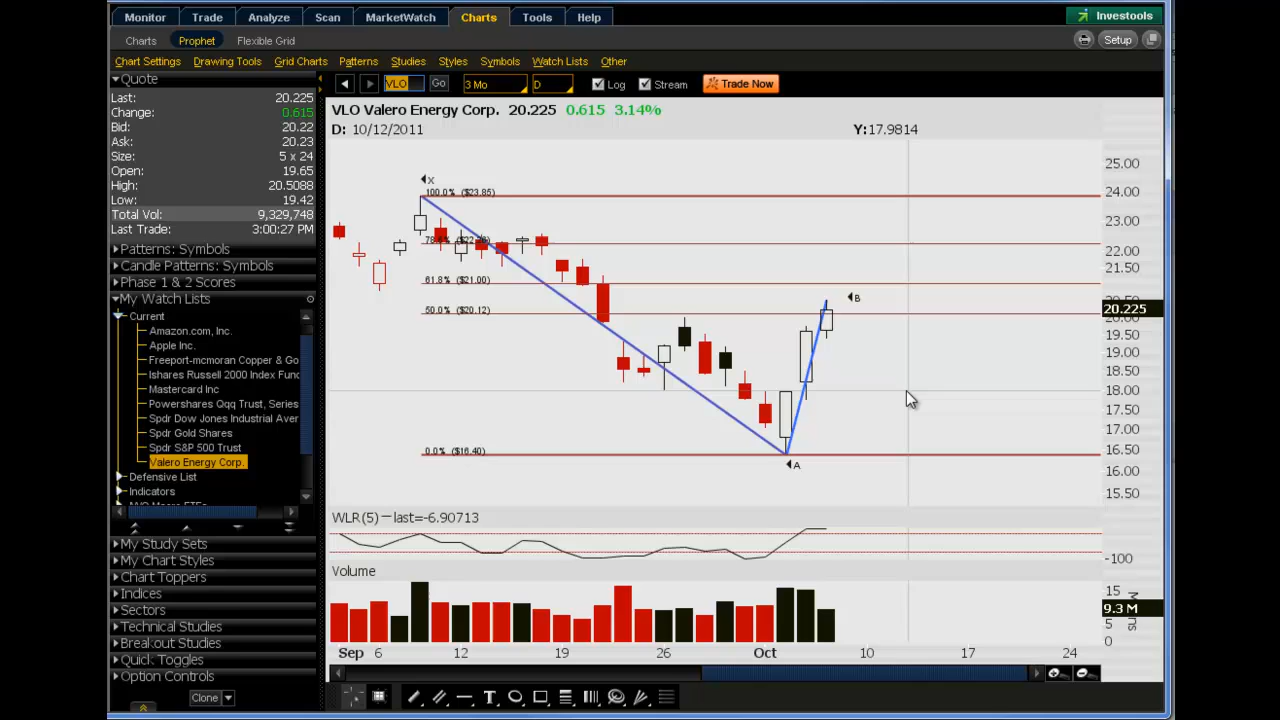 Monitor Trade Analyze Scan MarketWatch Charts Tools Help Investools
Charts Prophet Flexible Grid Setup
Chart Settings Drawing Tools Grid Charts Patterns Studies Styles Symbols Watch Lists Other
Quote
VLO Go 3 Mo D Log Stream Trade Now
Last: 20.225
Change: 0.615
Bid: 20.22
Ask: 20.23
Size: 5 x 24
Open: 19.65
High: 20.5088
Low: 19.42
Total Vol: 9,329,748
Last Trade: 3:00:27 PM
Patterns: Symbols
Candle Patterns: Symbols
Phase 1 & 2 Scores
My Watch Lists
Current
Amazon.com, Inc.
Apple Inc.
Freeport-mcmoran Copper & Go
Ishares Russell 2000 Index Fund
Mastercard Inc
Powershares Qqq Trust, Series
Spdr Dow Jones Industrial Aver
Spdr Gold Shares
Spdr S&P 500 Trust
Valero Energy Corp.
Defensive List
Indicators
My Study Sets
My Chart Styles
Chart Toppers
Indices
Sectors
Technical Studies
Breakout Studies
Quick Toggles
Option Controls
Clone
VLO Valero Energy Corp. 20.225 0.615 3.14%
D: 10/12/2011 Y:17.9814
X
100.0% ($23.85)
61.8% ($21.00)
50.0% ($20.12)
0.0% ($16.40)
B
A
25.00
24.00
23.00
22.00
21.50
20.225
19.50
19.00
18.50
18.00
17.50
17.00
16.50
16.00
15.50
WLR(5) last=-6.90713
-100
Volume
15
9.3 M
5
0
Sep 6 12 19 26 Oct 10 17 24
T